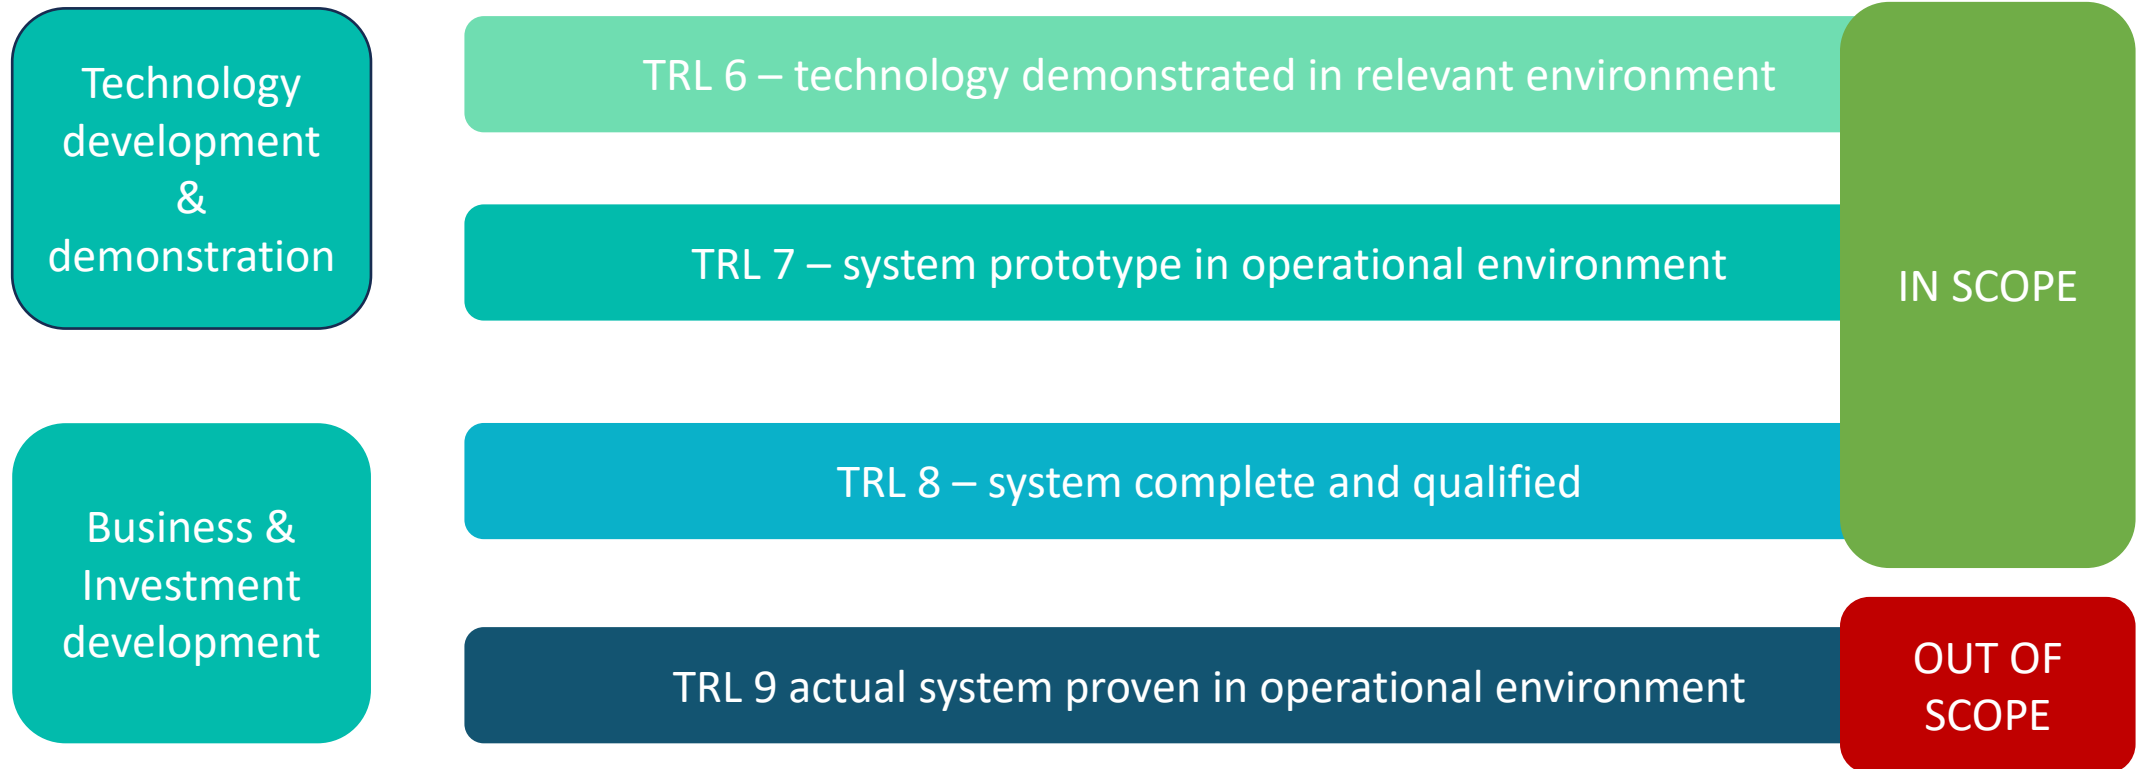 Technology
development
&
demonstration
TRL 6 – technology demonstrated in relevant environment
TRL 7 – system prototype in operational environment
IN SCOPE
Business &
Investment
development
TRL 8 – system complete and qualified
TRL 9 actual system proven in operational environment
OUT OF
SCOPE